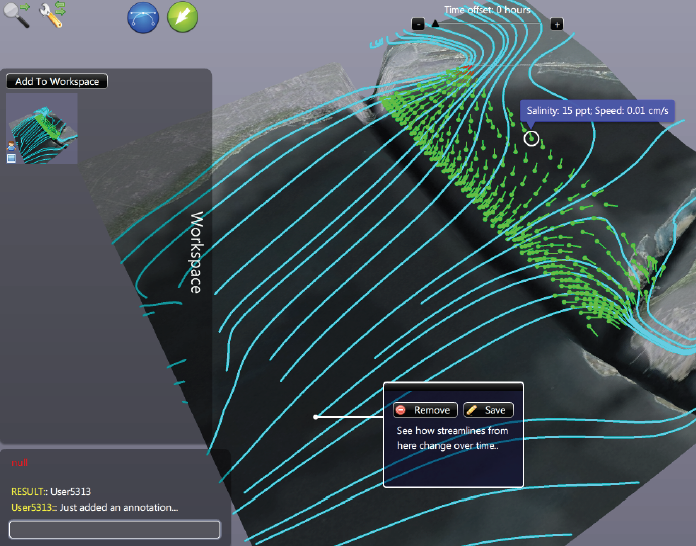 Time offset: 0 hours
-
+
Add To Workspace
Salinity: 15 ppt; Speed: 0.01 cm/s
Workspace
Remove
Save
See how streamlines from
here change over time..
null
RESULT:: User5313
User5313:: Just added an annotation...